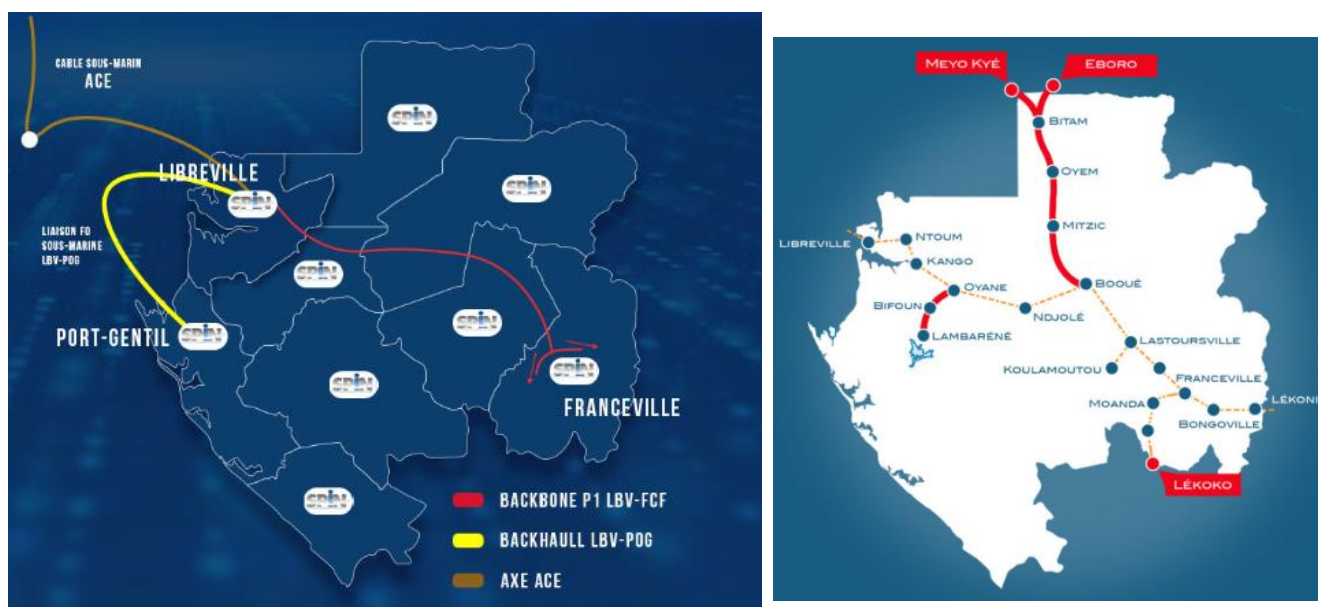 CABLE SOUS-MARIN
ACE
LIBREVILLE
LIAISON FO
SOUS-MARINE
LBV-POG
PORT-GENTIL
FRANCEVILLE
SPIN
SPIN
SPIN
SPIN
SPIN
SPIN
SPIN
SPIN
SPIN
BACKBONE P1 LBV-FCF
BACKHAULL LBV-POG
AXE ACE
MEYO KYÉ
EBORO
BITAM
OYEM
MITZIC
LIBREVILLE
NTOUM
KANGO
OYANE
BOOUÉ
BIFOUN
NDJOLÉ
LAMBARÉNÉ
LASTOURSVILLE
KOULAMOUTOU
FRANCEVILLE
MOANDA
LÉKONI
BONGOVILLE
LÉKOKO